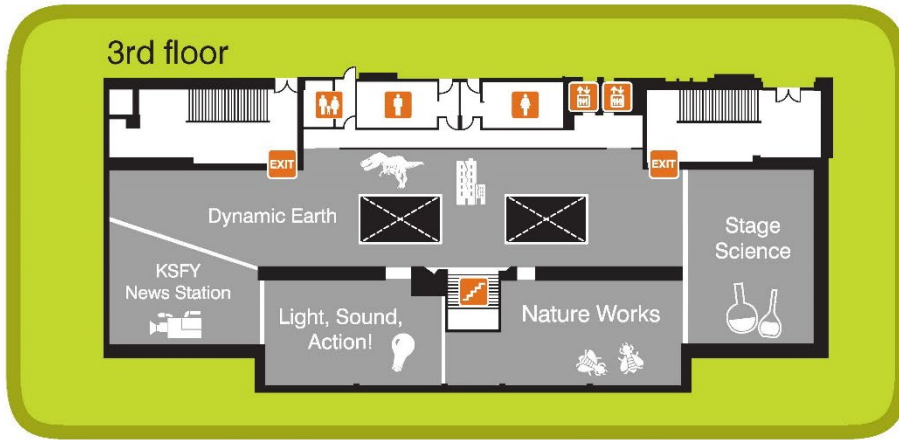 3rd floor
EXIT
EXIT
Dynamic Earth
Stage
Science
KSFY
News Station
Light, Sound,
Action!
Nature Works